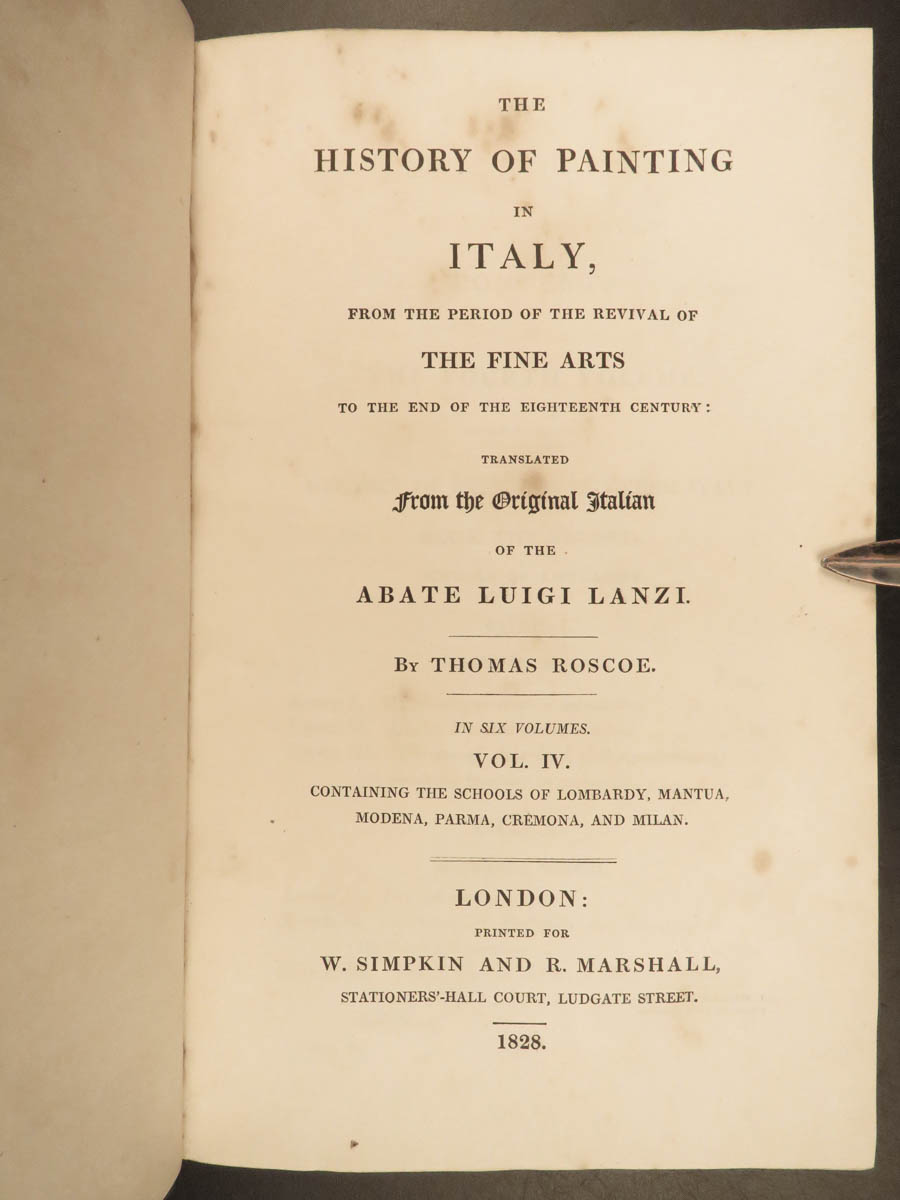 THE
HISTORY OF PAINTING
IN
ITALY,
FROM THE PERIOD OF THE REVIVAL OF
THE FINE ARTS
TO THE END OF THE EIGHTEENTH CENTURY:
TRANSLATED
From the Original Italian
OF THE
ABATE LUIGI LANZI.
By THOMAS ROSCOE.
IN SIX VOLUMES.
VOL. IV.
CONTAINING THE SCHOOLS OF LOMBARDY, MANTUA,
MODENA, PARMA, CREMONA, AND MILAN.
LONDON:
PRINTED FOR
W. SIMPKIN AND R. MARSHALL,
STATIONERS'-HALL COURT, LUDGATE STREET.
1828.